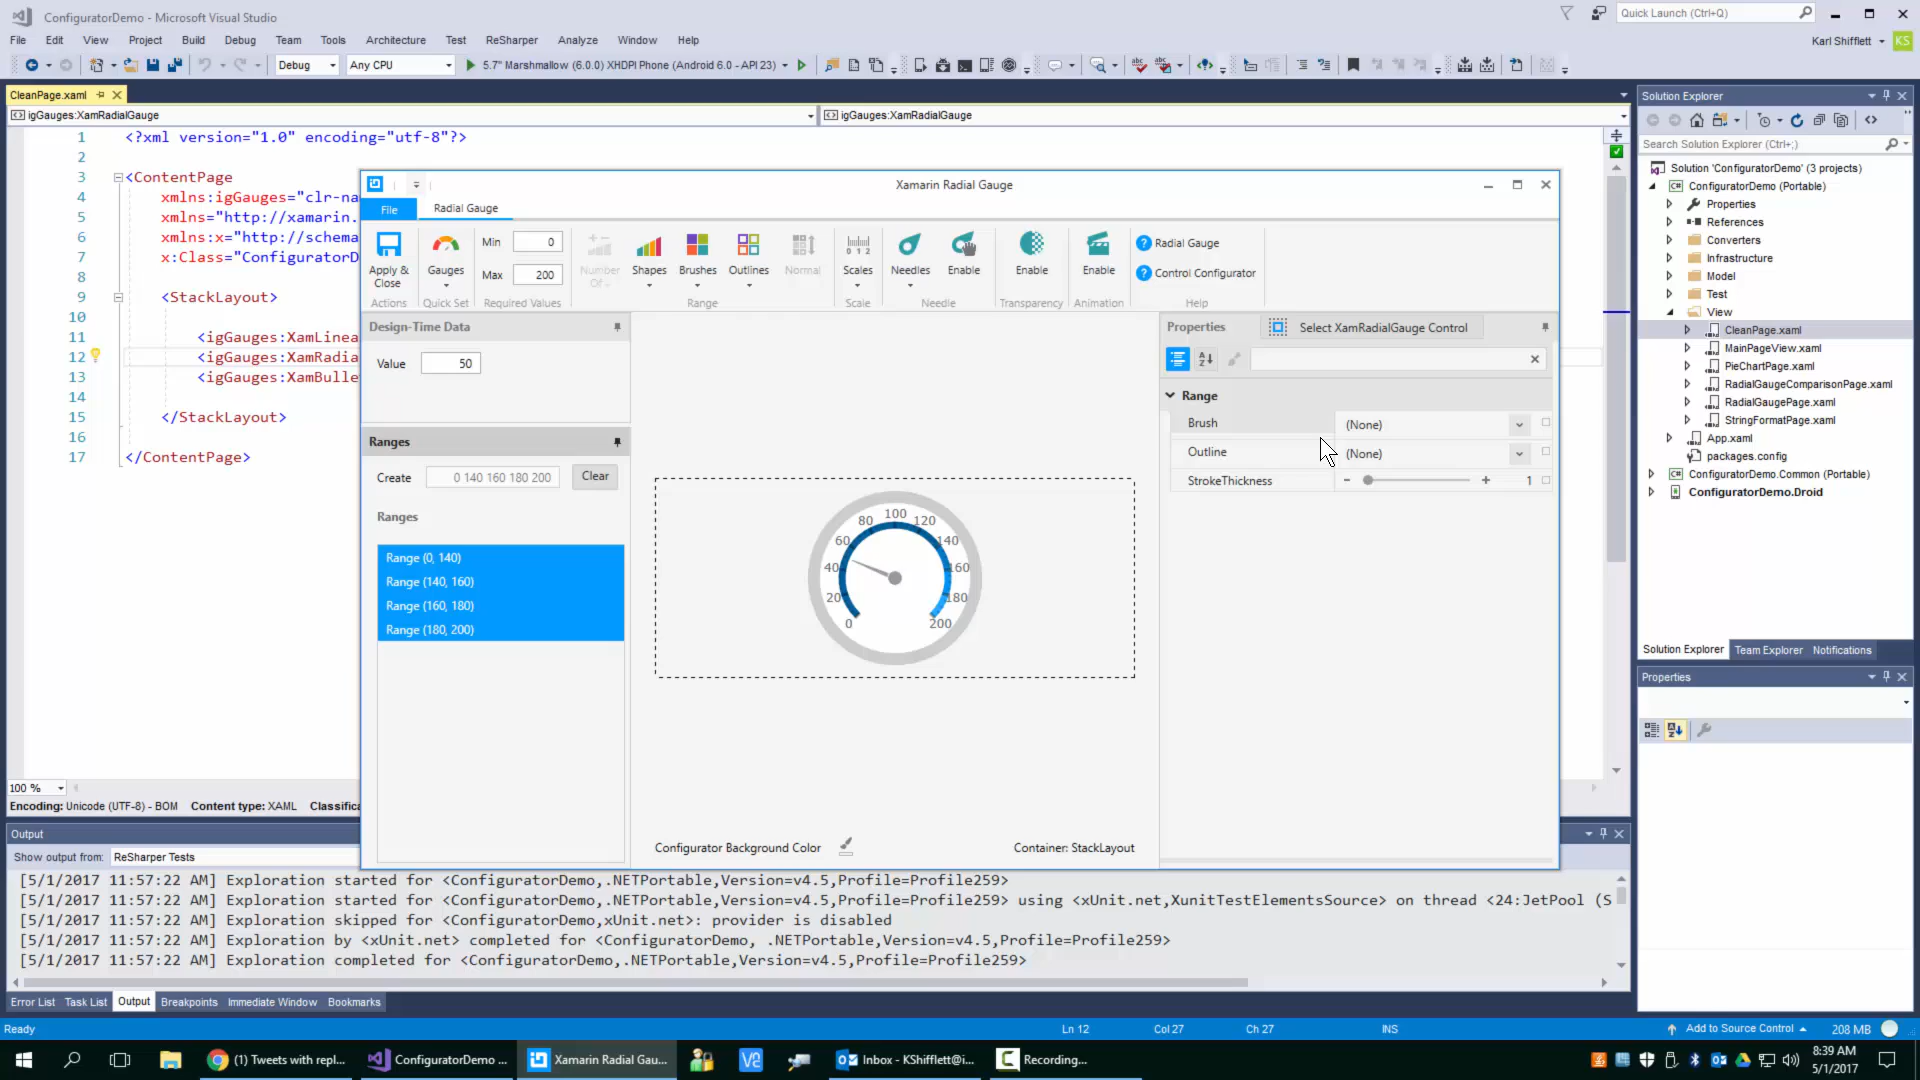 ConfiguratorDemo - Microsoft Visual Studio
Quick Launch (Ctrl+Q)
File Edit View Project Build Debug Team Tools Architecture Test ReSharper Analyze Window Help
Karl Shifflett KS
Debug Any CPU 5.7" Marshmallow (6.0.0) XHDPI Phone (Android 6.0 - API 23)
CleanPage.xaml
igGauges:XamRadialGauge igGauges:XamRadialGauge
1 <?xml version="1.0" encoding="utf-8"?>
2
3 <ContentPage
4 xmlns:igGauges="clr-na
5 xmlns="http://xamarin.
6 xmlns:x="http://schema
7 x:Class="ConfiguratorD
8
9 <StackLayout>
10
11 <igGauges:XamLinea
12 <igGauges:XamRadia
13 <igGauges:XamBulle
14
15 </StackLayout>
16
17 </ContentPage>
100 %
Encoding: Unicode (UTF-8) - BOM Content type: XAML Classifica
Xamarin Radial Gauge
File Radial Gauge
Apply & Close
Actions
Gauges
Quick Set
Min 0
Max 200
Required Values
Number Of
Shapes
Brushes
Outlines
Normal
Range
Scales
Scale
Needles
Enable
Needle
Enable
Transparency
Enable
Animation
Radial Gauge
Control Configurator
Help
Design-Time Data
Value 50
Ranges
Create 0 140 160 180 200 Clear
Ranges
Range (0, 140)
Range (140, 160)
Range (160, 180)
Range (180, 200)
0 20 40 60 80 100 120 140 160 180 200
Configurator Background Color
Container: StackLayout
Properties Select XamRadialGauge Control
Range
Brush (None)
Outline (None)
StrokeThickness - + 1
Solution Explorer
Search Solution Explorer (Ctrl+;)
Solution 'ConfiguratorDemo' (3 projects)
ConfiguratorDemo (Portable)
Properties
References
Converters
Infrastructure
Model
Test
View
CleanPage.xaml
MainPageView.xaml
PieChartPage.xaml
RadialGaugeComparisonPage.xaml
RadialGaugePage.xaml
StringFormatPage.xaml
App.xaml
packages.config
ConfiguratorDemo.Common (Portable)
ConfiguratorDemo.Droid
Solution Explorer Team Explorer Notifications
Properties
Output
Show output from: ReSharper Tests
[5/1/2017 11:57:22 AM] Exploration started for <ConfiguratorDemo,.NETPortable,Version=v4.5,Profile=Profile259>
[5/1/2017 11:57:22 AM] Exploration started for <ConfiguratorDemo,.NETPortable,Version=v4.5,Profile=Profile259> using <xUnit.net,XunitTestElementsSource> on thread <24:JetPool (S
[5/1/2017 11:57:22 AM] Exploration skipped for <ConfiguratorDemo,xUnit.net>: provider is disabled
[5/1/2017 11:57:22 AM] Exploration by <xUnit.net> completed for <ConfiguratorDemo, .NETPortable,Version=v4.5,Profile=Profile259>
[5/1/2017 11:57:22 AM] Exploration completed for <ConfiguratorDemo,.NETPortable,Version=v4.5,Profile=Profile259>
Error List Task List Output Breakpoints Immediate Window Bookmarks
Ready Ln 12 Col 27 Ch 27 INS Add to Source Control 208 MB
(1) Tweets with repl... ConfiguratorDemo ... Xamarin Radial Gau... Inbox - KShifflett@i... Recording...
8:39 AM
5/1/2017